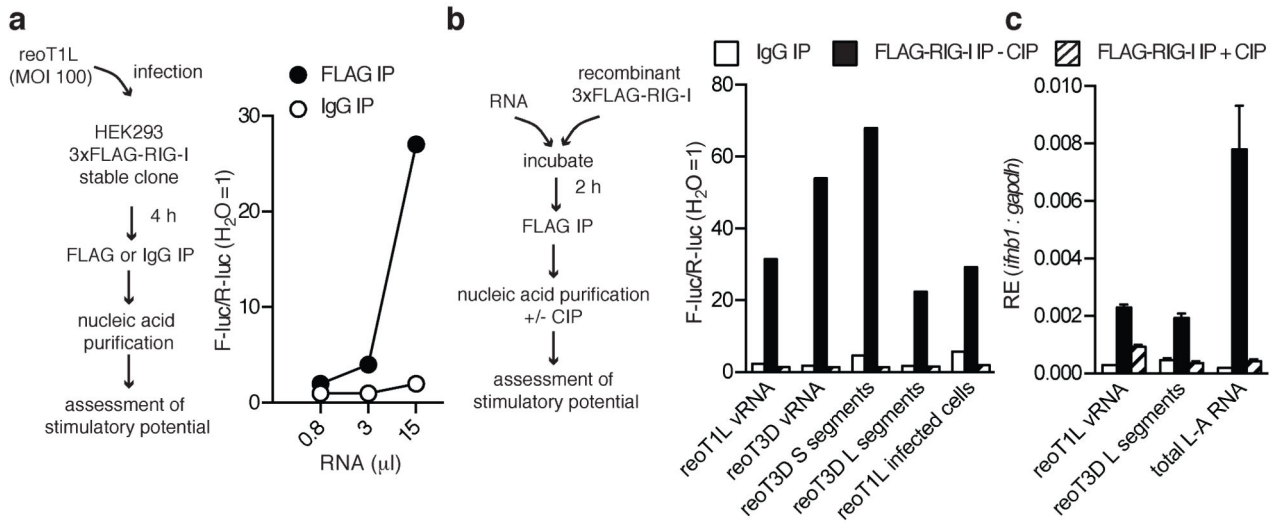 a
reoT1L
(MOI 100)
infection
HEK293
3xFLAG-RIG-I
stable clone
4 h
FLAG or IgG IP
nucleic acid
purification
assessment of
stimulatory potential
FLAG IP
IgG IP
F-luc/R-luc (H2O = 1)
30
20
10
0
0.8
3
15
RNA (µl)
b
RNA
recombinant
3xFLAG-RIG-I
incubate
2 h
FLAG IP
nucleic acid purification
+/- CIP
assessment of
stimulatory potential
IgG IP
FLAG-RIG-I IP - CIP
FLAG-RIG-I IP + CIP
F-luc/R-luc (H2O = 1)
80
60
40
20
0
reoT1L vRNA
reoT3D vRNA
reoT3D S segments
reoT3D L segments
reoT1L infected cells
c
RE (ifnb1 : gapdh)
0.010
0.008
0.006
0.004
0.002
0.000
reoT1L vRNA
reoT3D L segments
total L-A RNA